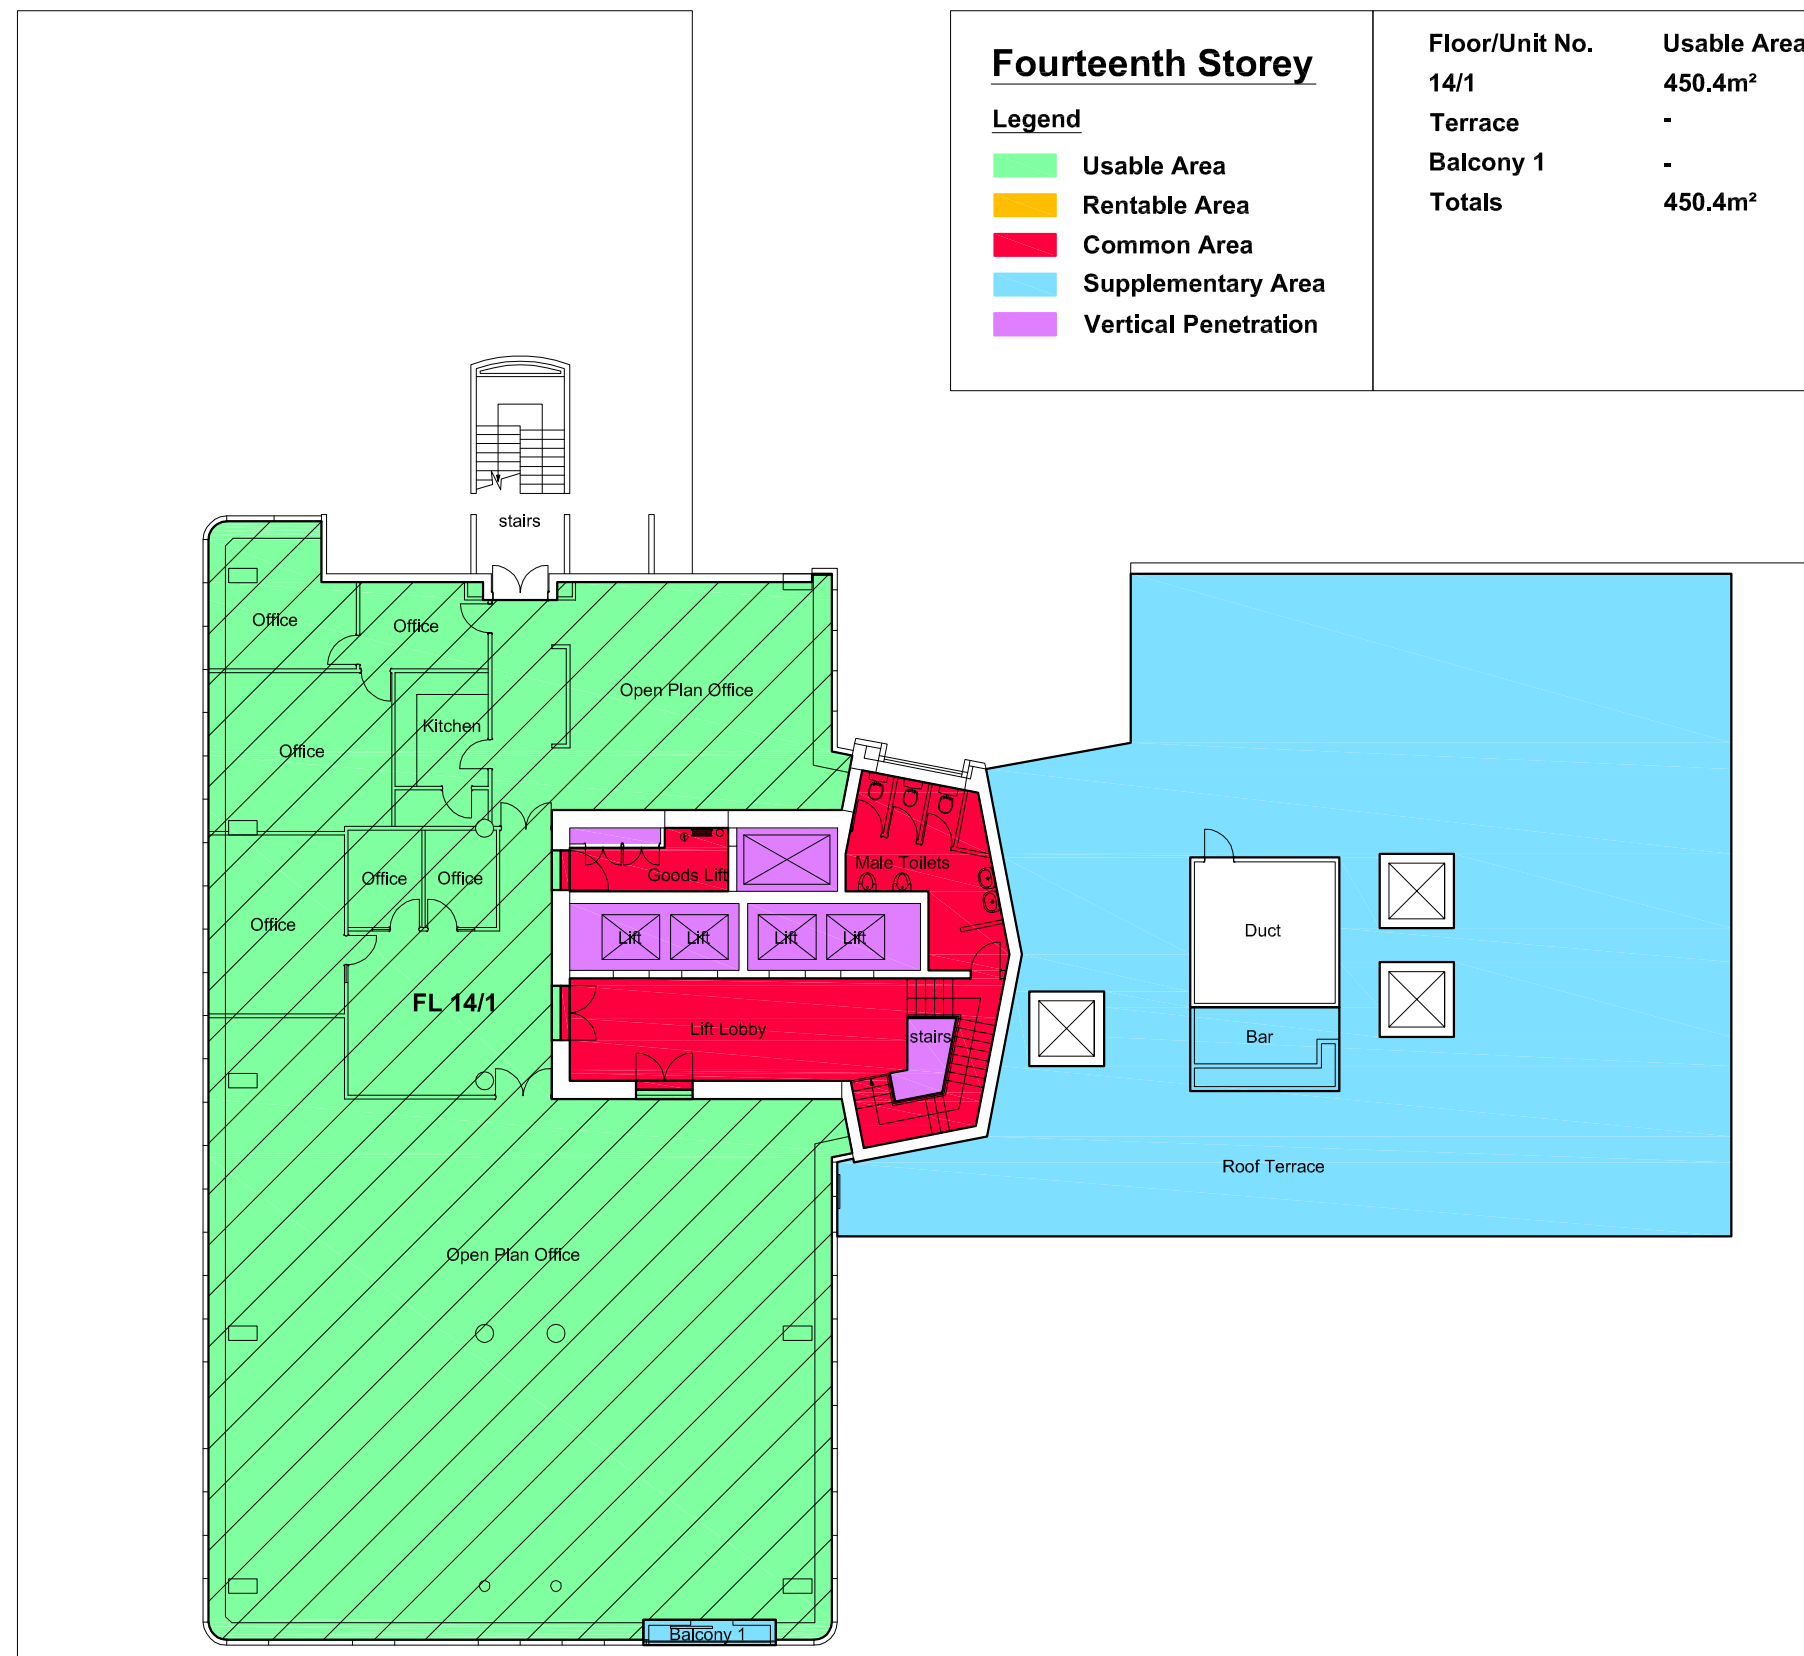 Fourteenth Storey
Legend
Usable Area
Rentable Area
Common Area
Supplementary Area
Vertical Penetration
Floor/Unit No. Usable Area
14/1 450.4m²
Terrace -
Balcony 1 -
Totals 450.4m²
stairs
Office
Office
Open Plan Office
Kitchen
Office
Male Toilets
Goods Lift
Office
Office
Office
Lift
Lift
Lift
Lift
Duct
FL 14/1
Lift Lobby
stairs
Bar
Roof Terrace
Open Plan Office
Balcony 1